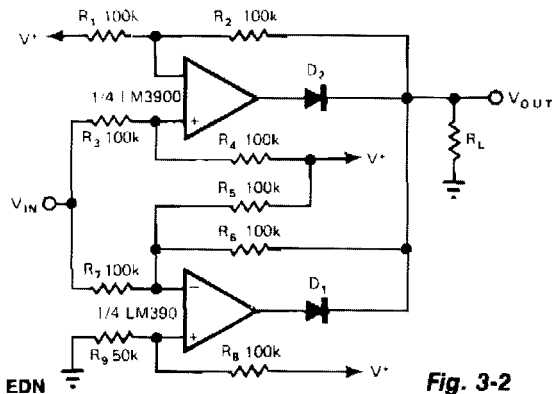 R1 100k
R2 100k
V+
D2
1/4 LM3900
+
VOUT
R3 100k
R4 100k
RL
V+
R5 100k
VIN
R6 100k
R7 100k
−
D1
1/4 LM390
+
R9 50k
R8 100k
V+
EDN
Fig. 3-2